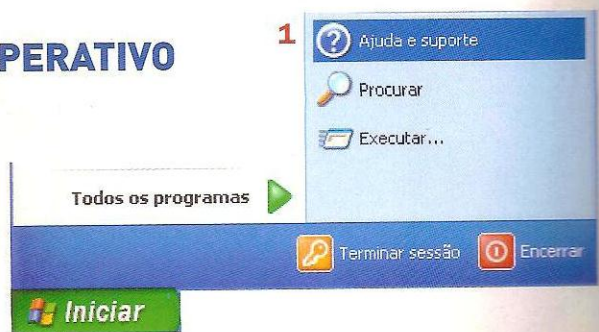 PERATIVO
1
Ajuda e suporte
Procurar
Executar...
Todos os programas
Terminar sessão
Encerrar
Iniciar